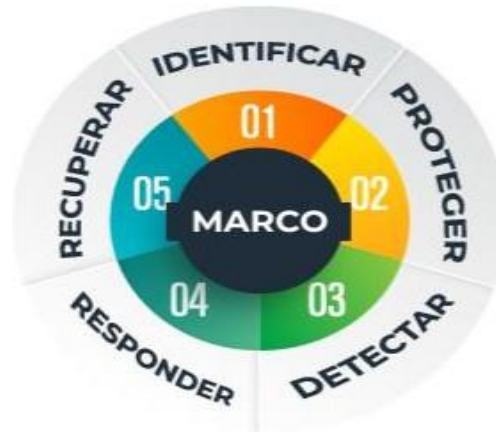 IDENTIFICAR
01
PROTEGER
02
DETECTAR
03
RESPONDER
04
RECUPERAR
05
MARCO